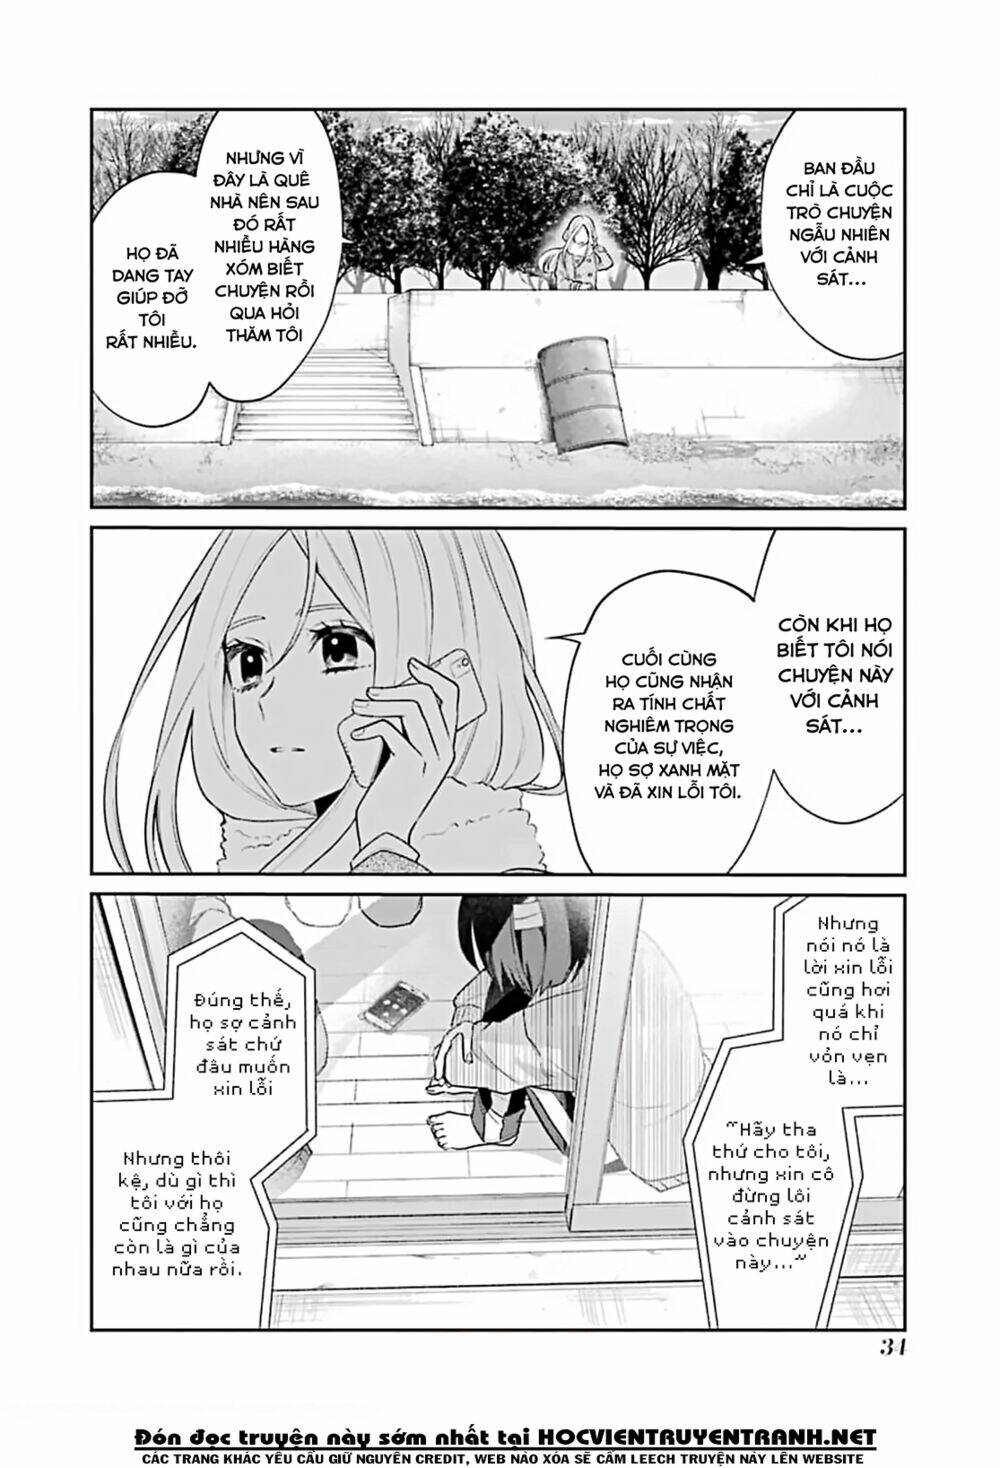 BAN ĐẦU
CHỈ LÀ CUỘC
TRÒ CHUYỆN
NGẪU NHIÊN
VỚI CẢNH
SÁT...
NHƯNG VÌ
ĐÂY LÀ QUÊ
NHÀ NÊN SAU
ĐÓ RẤT
NHIỀU HÀNG
XÓM BIẾT
CHUYỆN RỒI
QUA HỎI
THĂM TÔI
HỌ ĐÃ
DANG TAY
GIÚP ĐỠ
TÔI
RẤT NHIỀU.
CÒN KHI HỌ
BIẾT TÔI NÓI
CHUYỆN NÀY
VỚI CẢNH
SÁT...
CUỐI CÙNG
HỌ CŨNG NHẬN
RA TÍNH CHẤT
NGHIÊM TRỌNG
CỦA SỰ VIỆC,
HỌ SỢ XANH MẶT
VÀ ĐÃ XIN LỖI TÔI.
Nhưng
nói nó là
lời xin lỗi
cũng hơi
quá khi
nó chỉ
vỏn vẹn
là...
~Hãy tha
thứ cho tôi,
nhưng xin cô
đừng lôi
cảnh sát
vào chuyện
này...~
Đúng thế,
họ sợ cảnh
sát chứ
đâu muốn
xin lỗi
Nhưng thôi
kệ, dù gì thì
tôi với họ
cũng chẳng
còn là gì của
nhau nữa rồi.
34
Đón đọc truyện này sớm nhất tại HOCVIENTRUYENTRANH.NET
CÁC TRANG KHÁC YÊU CẦU GIỮ NGUYÊN CREDIT, WEB NÀO XÓA SẼ CẤM LEECH TRUYỆN NÀY LÊN WEBSITE